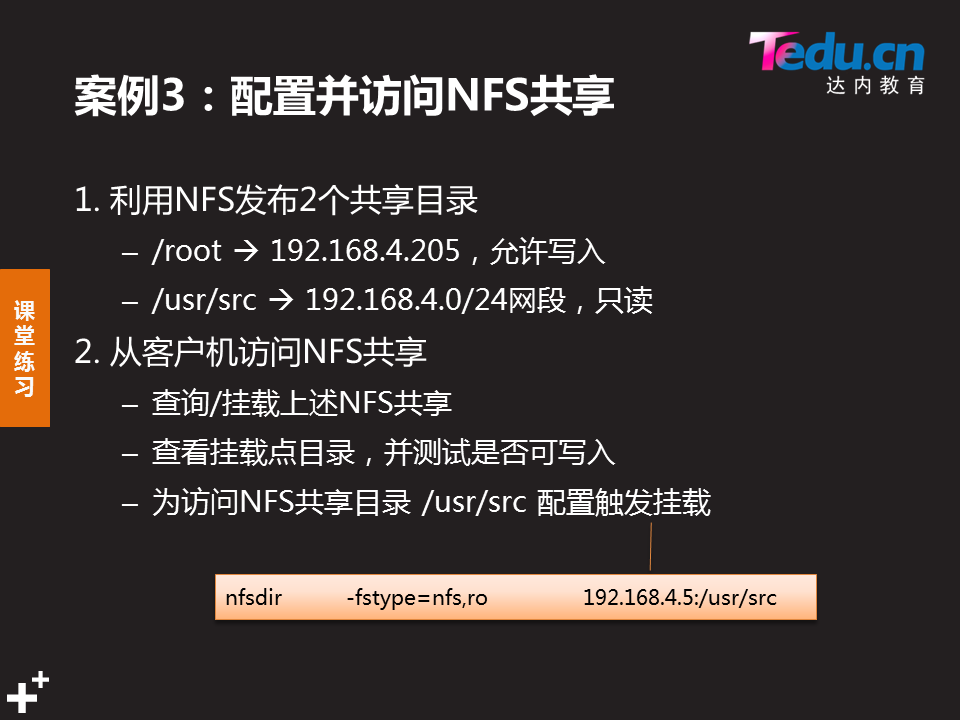 Tedu.cn
达内教育
案例3：配置并访问NFS共享
1. 利用NFS发布2个共享目录
– /root → 192.168.4.205，允许写入
– /usr/src → 192.168.4.0/24网段，只读
2. 从客户机访问NFS共享
– 查询/挂载上述NFS共享
– 查看挂载点目录，并测试是否可写入
– 为访问NFS共享目录 /usr/src 配置触发挂载
nfsdir -fstype=nfs,ro 192.168.4.5:/usr/src
课堂练习